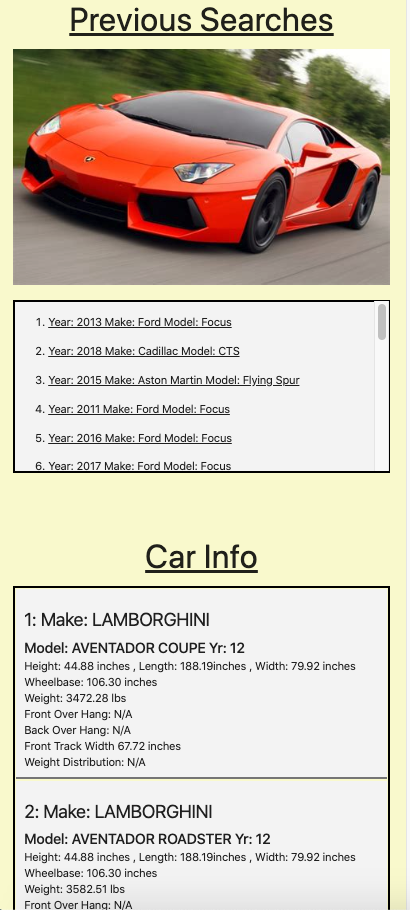 Previous Searches
1. Year: 2013 Make: Ford Model: Focus
2. Year: 2018 Make: Cadillac Model: CTS
3. Year: 2015 Make: Aston Martin Model: Flying Spur
4. Year: 2011 Make: Ford Model: Focus
5. Year: 2016 Make: Ford Model: Focus
6. Year: 2017 Make: Ford Model: Focus
Car Info
1: Make: LAMBORGHINI
Model: AVENTADOR COUPE Yr: 12
Height: 44.88 inches , Length: 188.19inches , Width: 79.92 inches
Wheelbase: 106.30 inches
Weight: 3472.28 lbs
Front Over Hang: N/A
Back Over Hang: N/A
Front Track Width 67.72 inches
Weight Distribution: N/A
2: Make: LAMBORGHINI
Model: AVENTADOR ROADSTER Yr: 12
Height: 44.88 inches , Length: 188.19inches , Width: 79.92 inches
Wheelbase: 106.30 inches
Weight: 3582.51 lbs
Front Over Hang: N/A